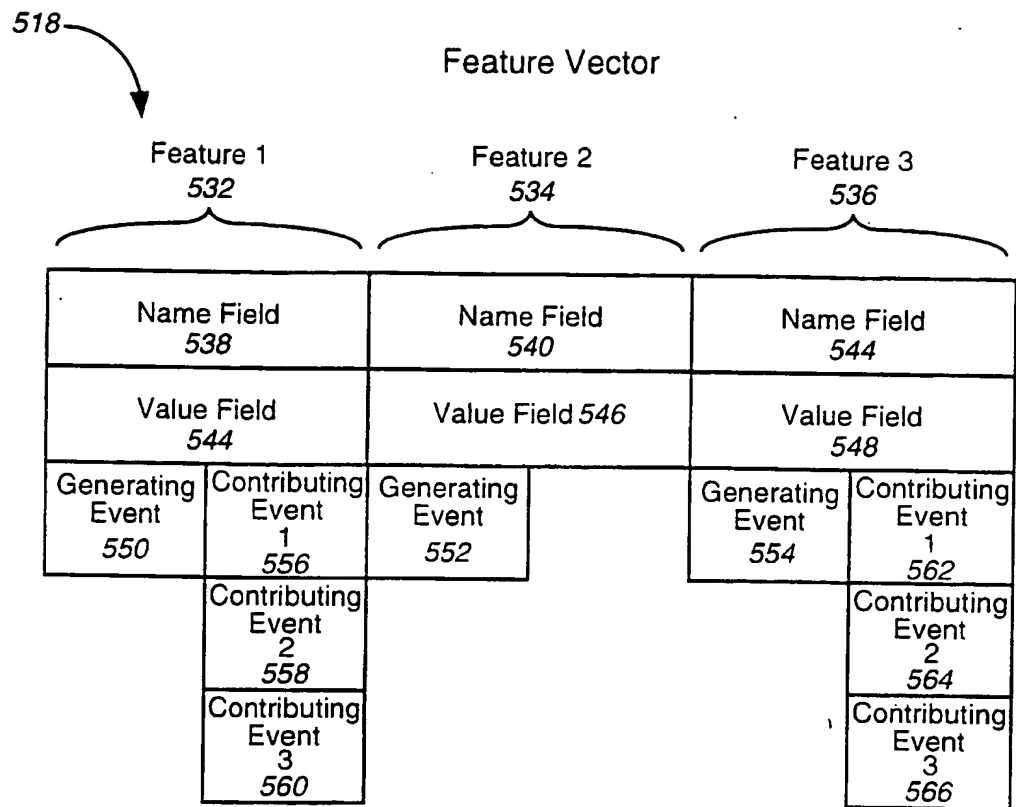 518
Feature Vector
Feature 1
532
Feature 2
534
Feature 3
536
Name Field
538
Name Field
540
Name Field
544
Value Field
544
Value Field 546
Value Field
548
Generating
Event
550
Contributing
Event
1
556
Generating
Event
552
Generating
Event
554
Contributing
Event
1
562
Contributing
Event
2
558
Contributing
Event
2
564
Contributing
Event
3
560
Contributing
Event
3
566